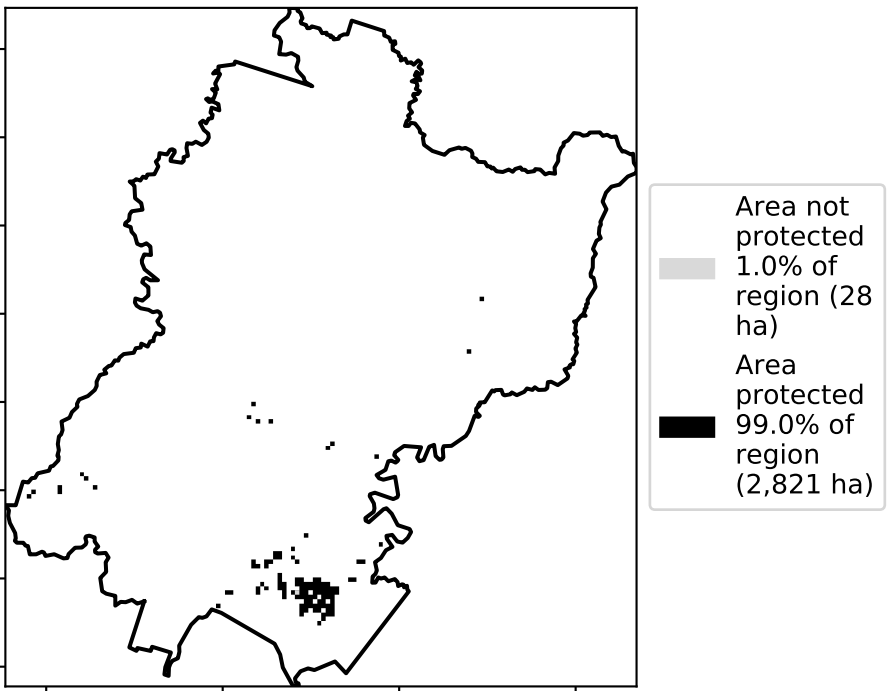 Area not
protected
1.0% of
region (28
ha)
Area
protected
99.0% of
region
(2,821 ha)